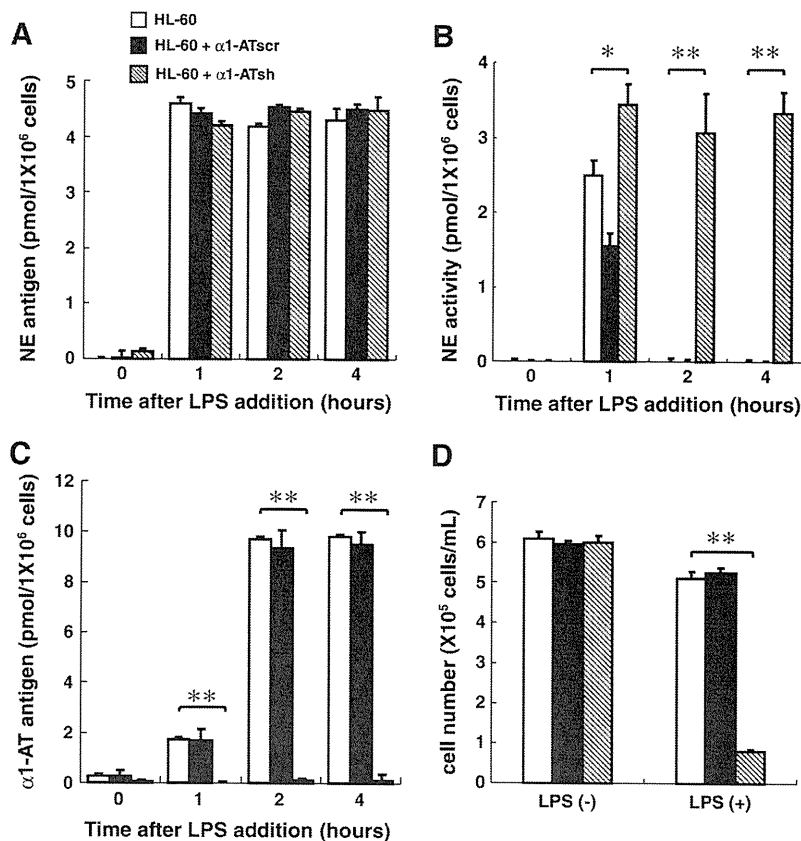 A
HL-60
HL-60 + α1-ATscr
HL-60 + α1-ATsh
NE antigen (pmol/1X10⁶ cells)
6
5
4
3
2
1
0
0 1 2 4
Time after LPS addition (hours)
B
NE activity (pmol/1X10⁶ cells)
4
3
2
1
0
* ** **
0 1 2 4
Time after LPS addition (hours)
C
α1-AT antigen (pmol/1X10⁶ cells)
12
10
8
6
4
2
0
** ** **
0 1 2 4
Time after LPS addition (hours)
D
cell number (X10⁵ cells/mL)
7
6
5
4
3
2
1
0
**
LPS (-) LPS (+)